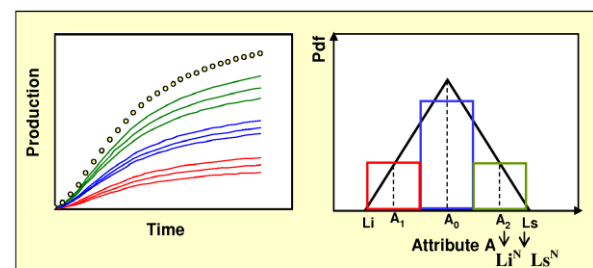 Production
Time
Pdf
Li A₁ A₀ A₂ Ls
Attribute A
Liᴺ Lsᴺ